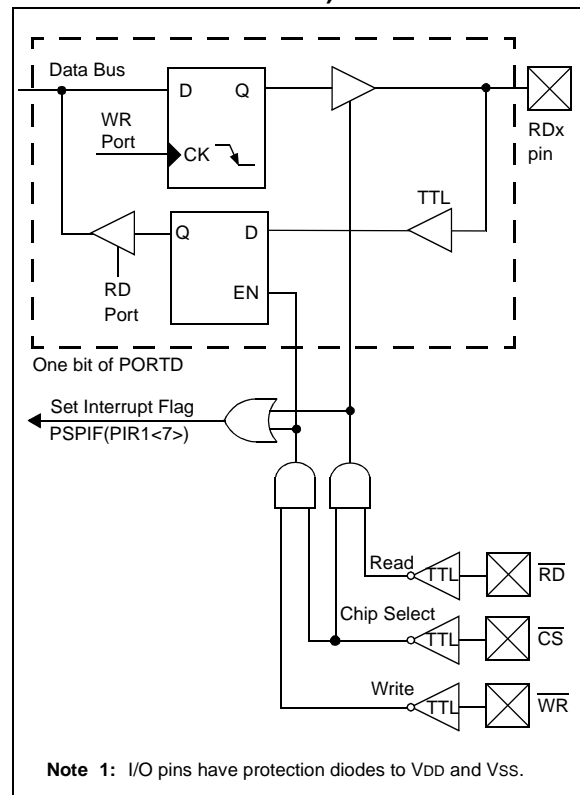 Data Bus
D Q
WR
Port
CK
RDx
pin
TTL
Q D
RD
Port
EN
One bit of PORTD
Set Interrupt Flag
PSPIF(PIR1<7>)
Read
TTL
RD
Chip Select
TTL
CS
Write
TTL
WR
Note 1: I/O pins have protection diodes to VDD and VSS.